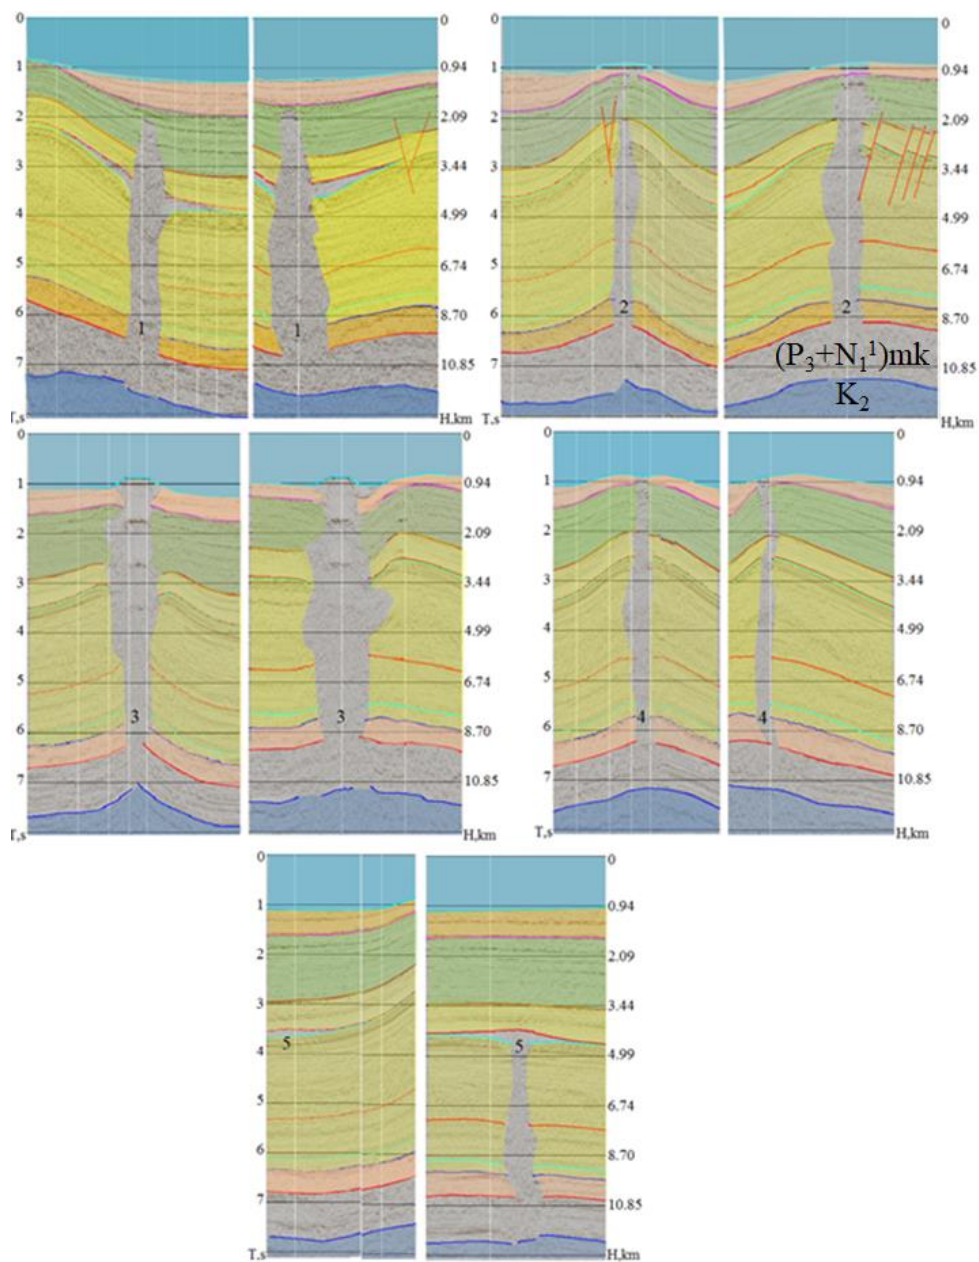 0 0 0 0
1 0.94 1 0.94
2 2.09 2 2.09
3 3.44 3 3.44
4 4.99 4 4.99
5 6.74 5 6.74
6 8.70 6 8.70
1 1 2 2
7 10.85 7 10.85
(P₃+N₁¹)mk
K₂
T,s H,km T,s H,km
0 0 0 0
1 0.94 1 0.94
2 2.09 2 2.09
3 3.44 3 3.44
4 4.99 4 4.99
5 6.74 5 6.74
3 3 4 4
6 8.70 6 8.70
7 10.85 7 10.85
T,s H,km T,s H,km
0 0
1 0.94
2 2.09
3 3.44
5 5
4 4.99
5 6.74
6 8.70
7 10.85
T,s H,km